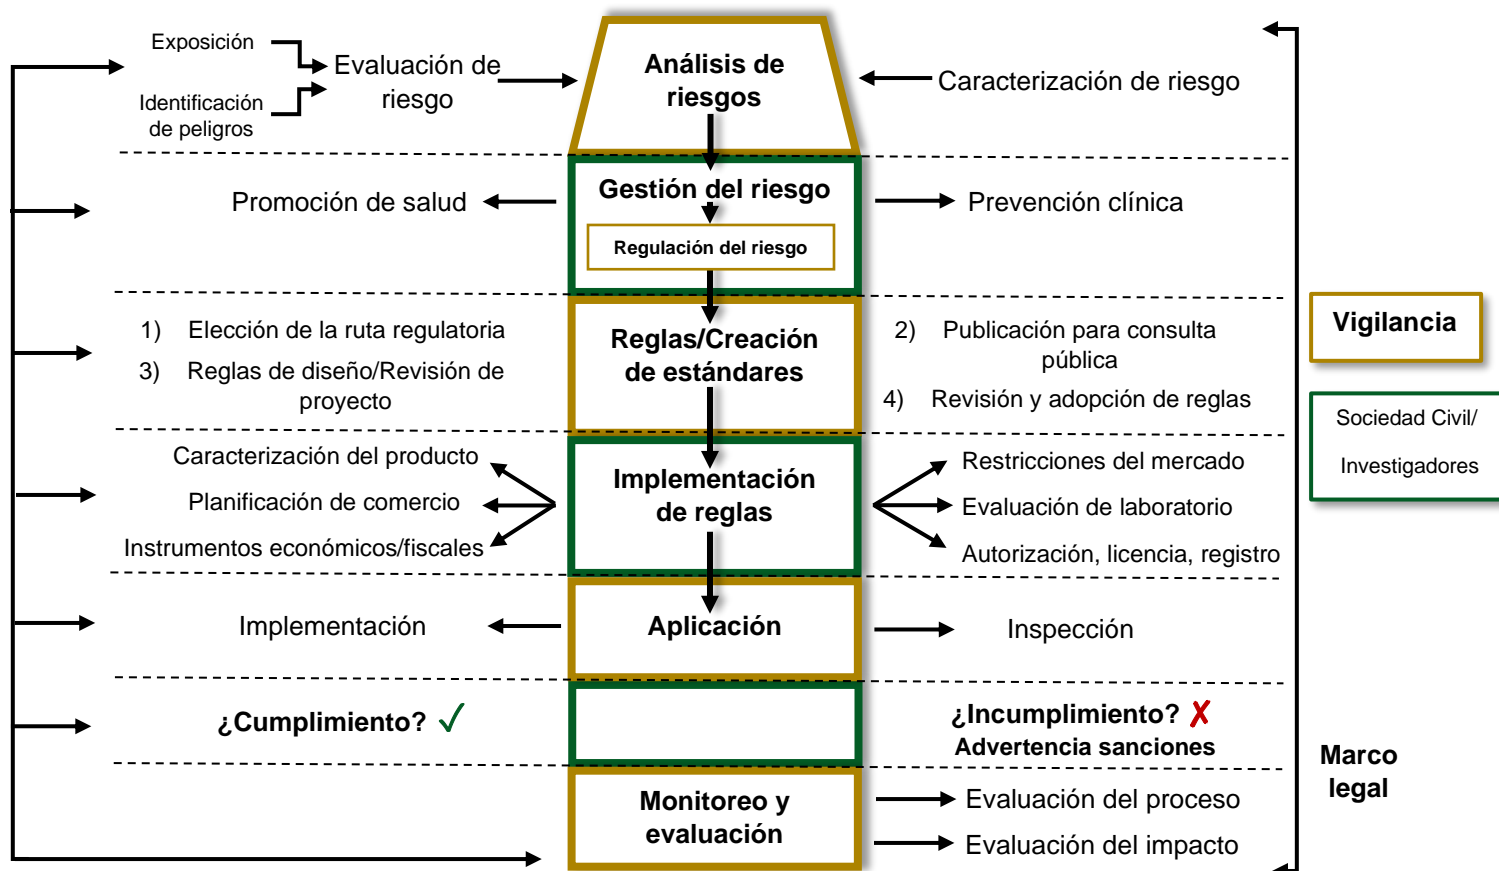 Exposición
Identificación
de peligros
Evaluación de
riesgo
Análisis de
riesgos
Caracterización de riesgo
Promoción de salud
Gestión del riesgo
Regulación del riesgo
Prevención clínica
1) Elección de la ruta regulatoria
3) Reglas de diseño/Revisión de
proyecto
Reglas/Creación
de estándares
2) Publicación para consulta
pública
4) Revisión y adopción de reglas
Caracterización del producto
Planificación de comercio
Instrumentos económicos/fiscales
Implementación
de reglas
Restricciones del mercado
Evaluación de laboratorio
Autorización, licencia, registro
Implementación
Aplicación
Inspección
¿Cumplimiento? ✓
¿Incumplimiento? ✗
Advertencia sanciones
Monitoreo y
evaluación
Evaluación del proceso
Evaluación del impacto
Vigilancia
Sociedad Civil/
Investigadores
Marco
legal